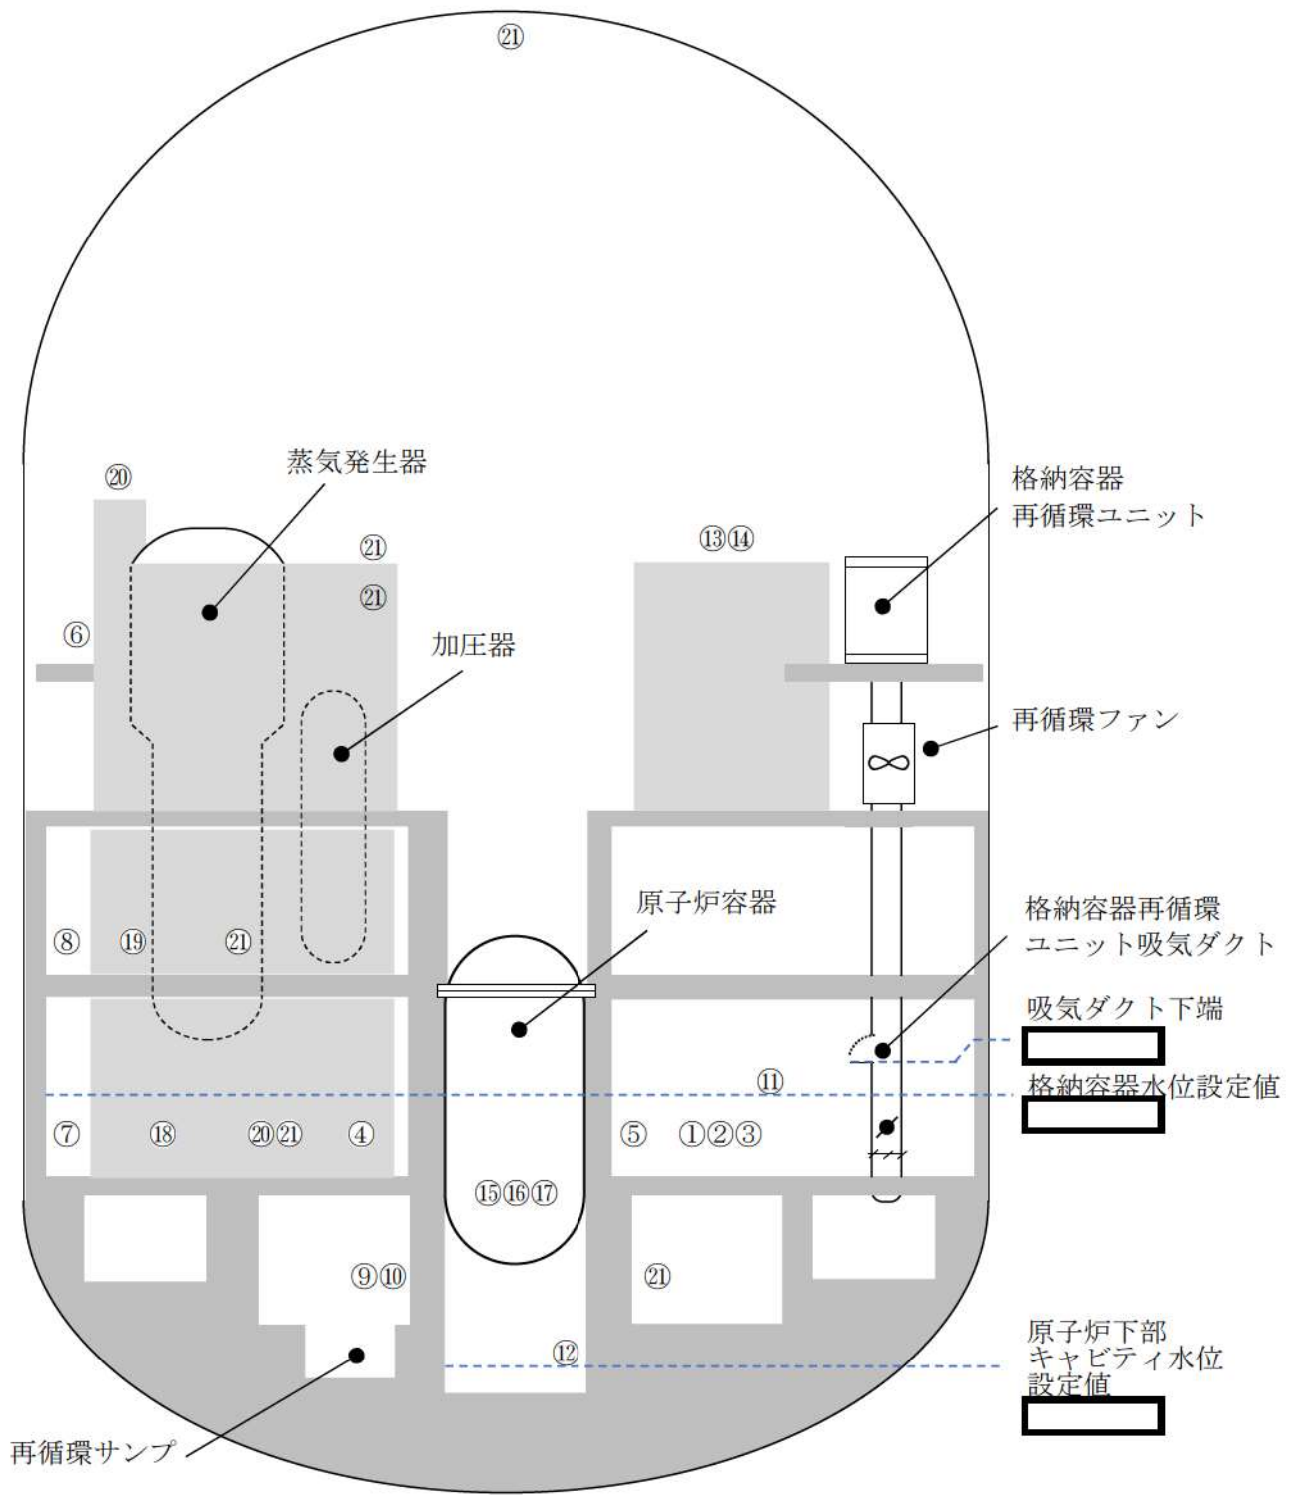 ㉑
蒸気発生器
⑳
格納容器
再循環ユニット
⑬⑭
㉑
㉑
⑥
加圧器
再循環ファン
原子炉容器
格納容器再循環
ユニット吸気ダクト
⑧
⑲
㉑
吸気ダクト下端
⑪
格納容器水位設定値
⑦
⑱
⑳㉑
④
⑤
①②③
⑮⑯⑰
⑨⑩
㉑
原子炉下部
キャビティ水位
設定値
⑫
再循環サンプ